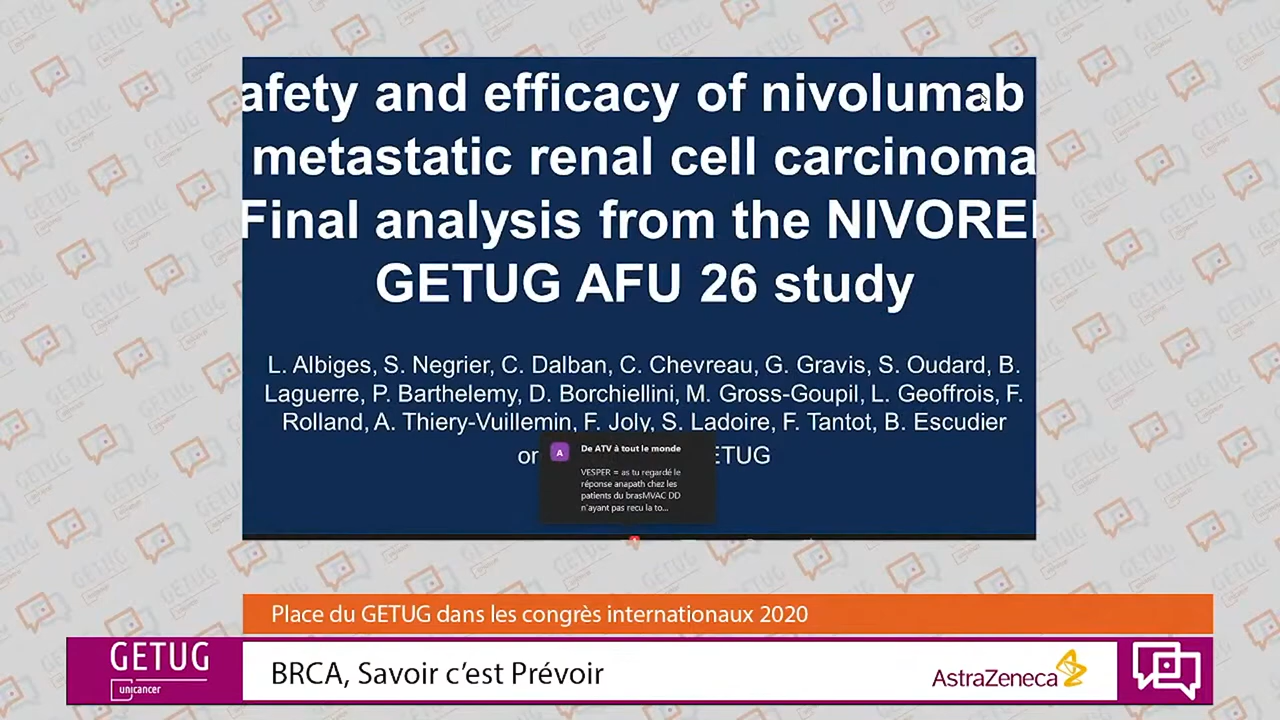 afety and efficacy of nivolumab
metastatic renal cell carcinoma
Final analysis from the NIVOREI
GETUG AFU 26 study
L. Albiges, S. Negrier, C. Dalban, C. Chevreau, G. Gravis, S. Oudard, B.
Laguerre, P. Barthelemy, D. Borchiellini, M. Gross-Goupil, L. Geoffrois, F.
Rolland, A. Thiery-Vuillemin, F. Joly, S. Ladoire, F. Tantot, B. Escudier
or ETUG
A
De ATV à tout le monde
VESPER = as tu regardé le
réponse anapath chez les
patients du brasMVAC DD
n'ayant pas recu la to...
Place du GETUG dans les congrès internationaux 2020
GETUG
unicancer
BRCA, Savoir c'est Prévoir
AstraZeneca